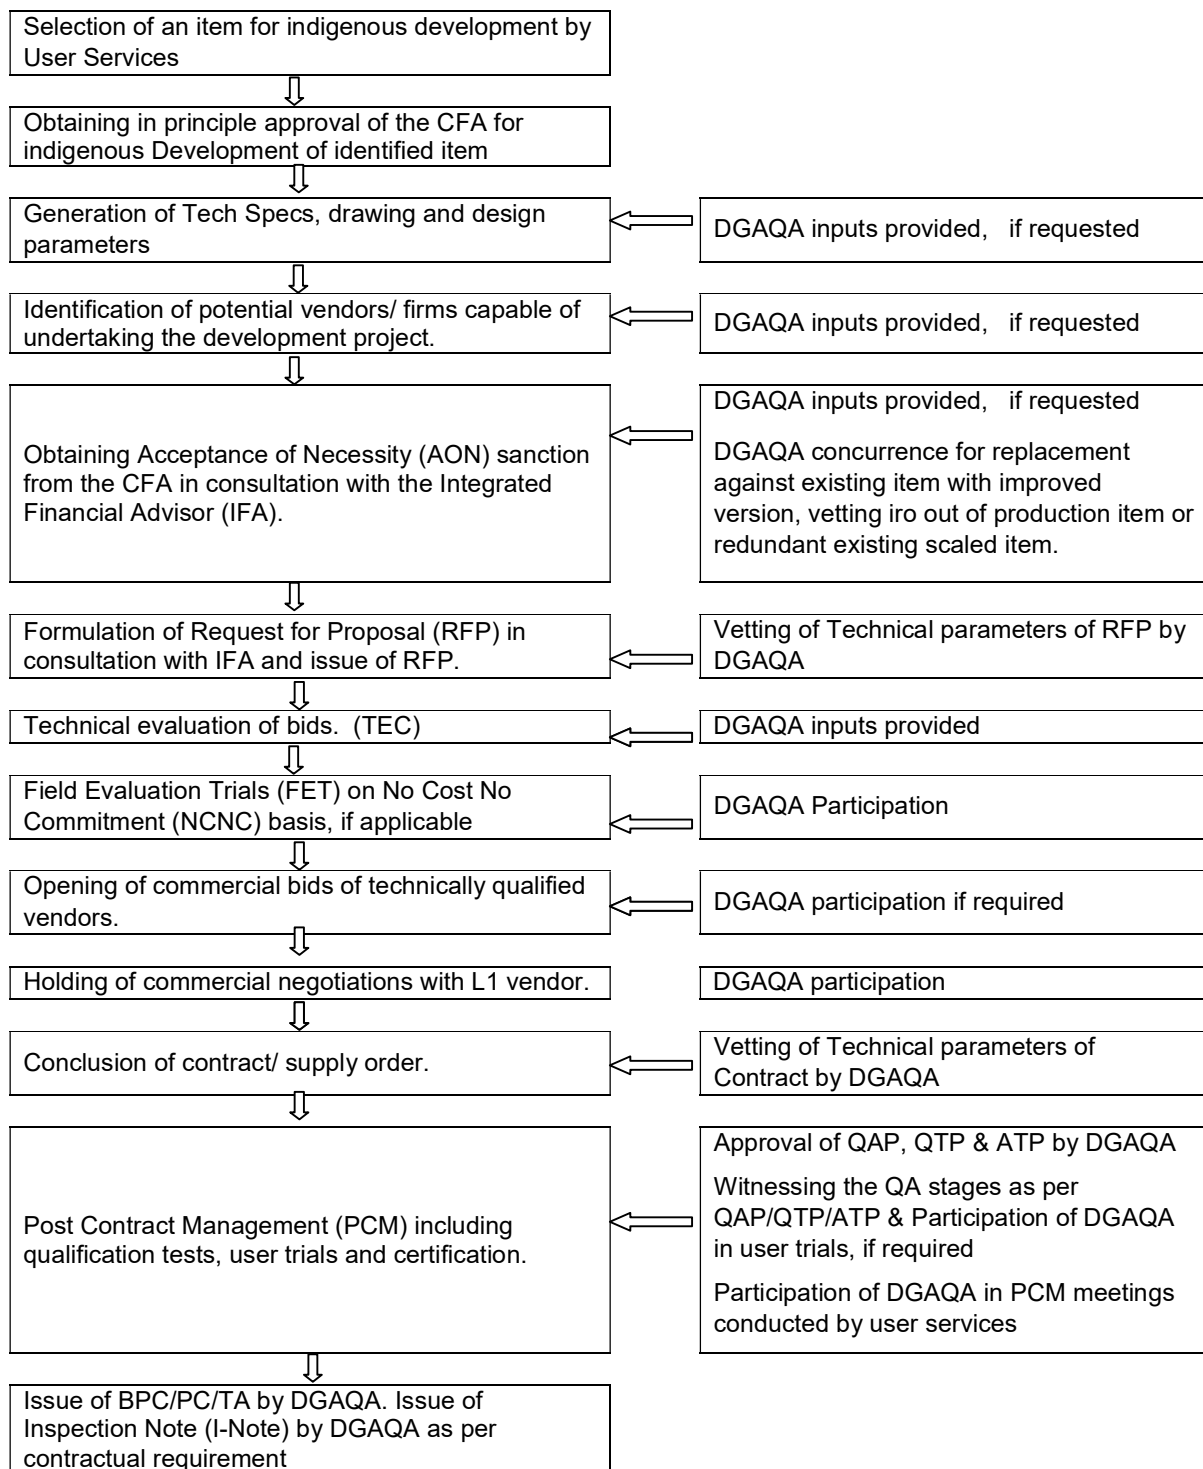 Selection of an item for indigenous development by
User Services
Obtaining in principle approval of the CFA for
indigenous Development of identified item
Generation of Tech Specs, drawing and design
parameters
DGAQA inputs provided, if requested
Identification of potential vendors/ firms capable of
undertaking the development project.
DGAQA inputs provided, if requested
Obtaining Acceptance of Necessity (AON) sanction
from the CFA in consultation with the Integrated
Financial Advisor (IFA).
DGAQA inputs provided, if requested
DGAQA concurrence for replacement
against existing item with improved
version, vetting iro out of production item or
redundant existing scaled item.
Formulation of Request for Proposal (RFP) in
consultation with IFA and issue of RFP.
Vetting of Technical parameters of RFP by
DGAQA
Technical evaluation of bids. (TEC)
DGAQA inputs provided
Field Evaluation Trials (FET) on No Cost No
Commitment (NCNC) basis, if applicable
DGAQA Participation
Opening of commercial bids of technically qualified
vendors.
DGAQA participation if required
Holding of commercial negotiations with L1 vendor.
DGAQA participation
Conclusion of contract/ supply order.
Vetting of Technical parameters of
Contract by DGAQA
Post Contract Management (PCM) including
qualification tests, user trials and certification.
Approval of QAP, QTP & ATP by DGAQA
Witnessing the QA stages as per
QAP/QTP/ATP & Participation of DGAQA
in user trials, if required
Participation of DGAQA in PCM meetings
conducted by user services
Issue of BPC/PC/TA by DGAQA. Issue of
Inspection Note (I-Note) by DGAQA as per
contractual requirement